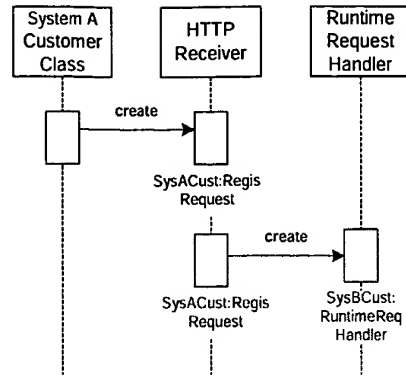 System A
Customer
Class
HTTP
Receiver
Runtime
Request
Handler
create
SysACust:Regis
Request
create
SysACust:Regis
Request
SysBCust:
RuntimeReq
Handler